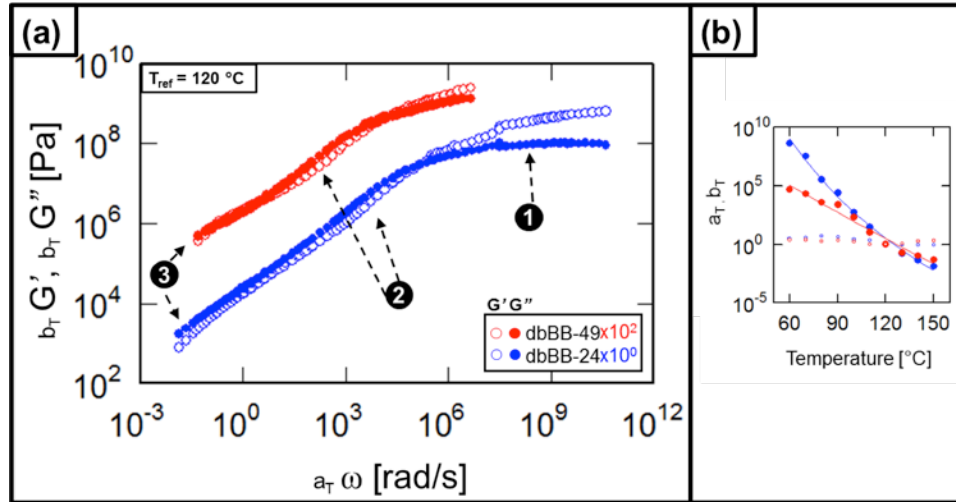 (a)
T_ref = 120 °C
b_T G', b_T G" [Pa]
10^10
10^8
10^6
10^4
10^2
1
2
3
G' G"
dbBB-49x10^2
dbBB-24x10^0
10^-3
10^0
10^3
10^6
10^9
10^12
a_T ω [rad/s]
(b)
a_T, b_T
10^10
10^5
10^0
10^-5
60
90
120
150
Temperature [°C]